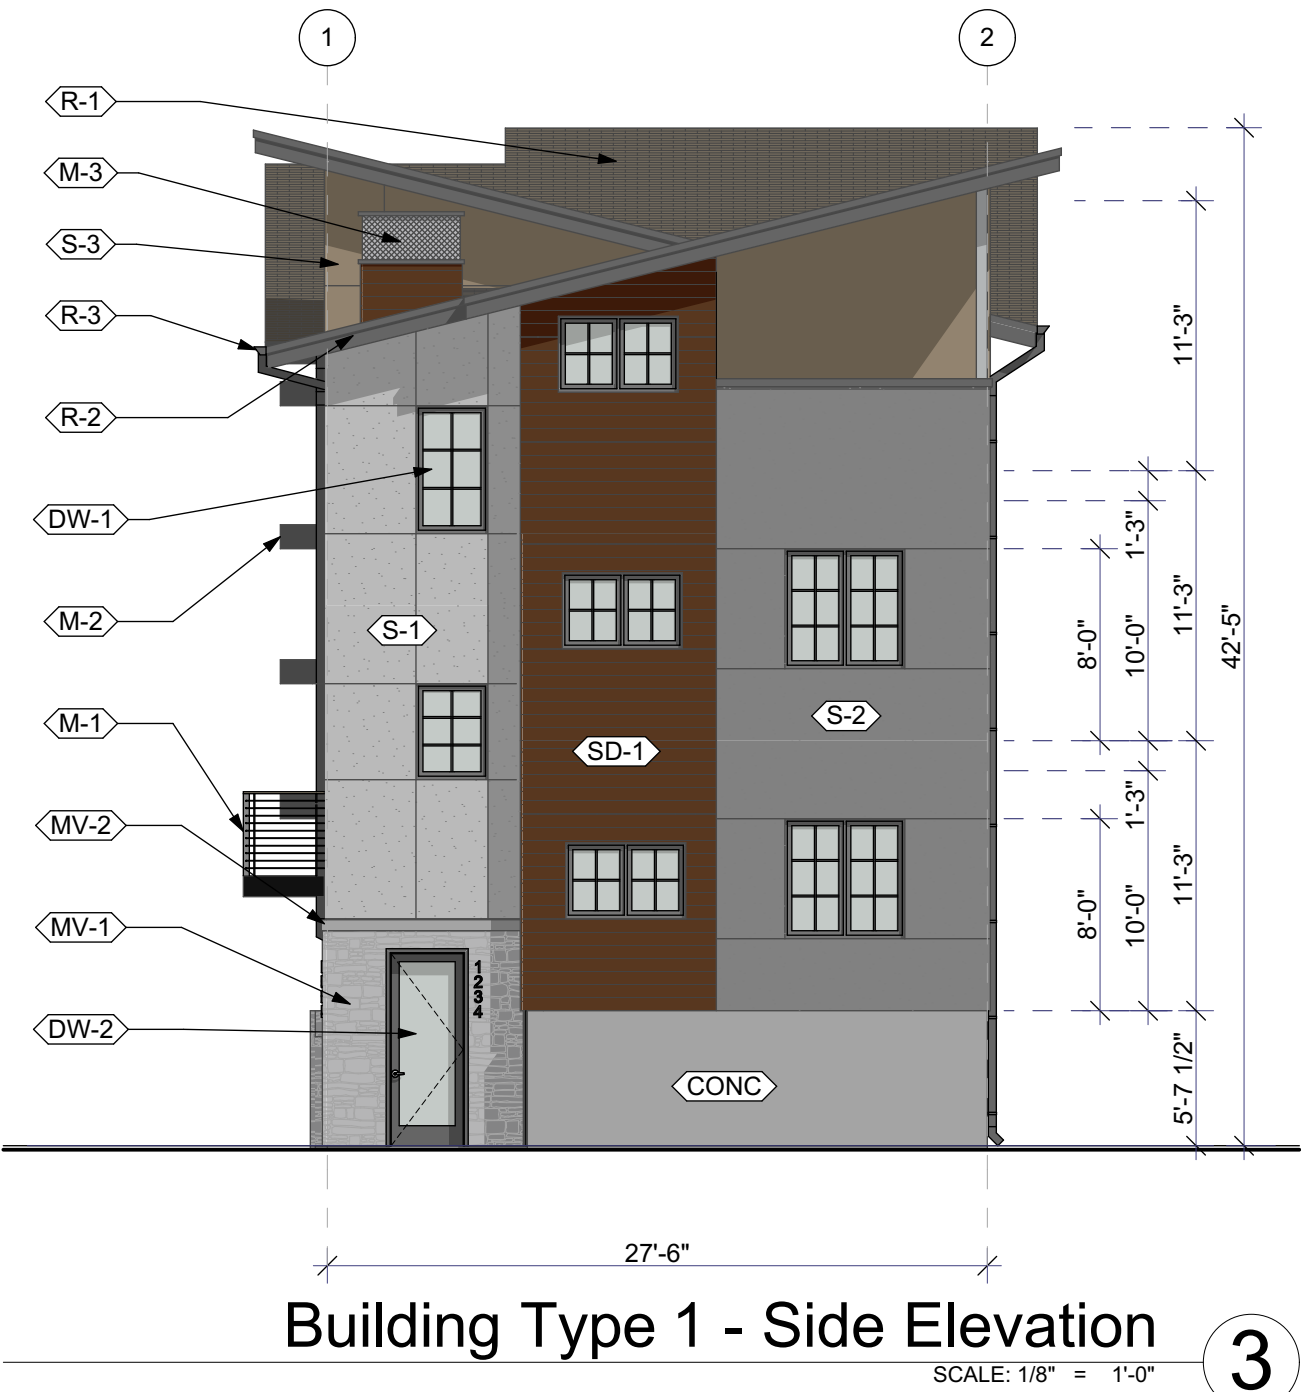 1
2
R-1
M-3
S-3
R-3
R-2
DW-1
M-2
S-1
M-1
SD-1
S-2
MV-2
MV-1
DW-2
1
2
3
4
CONC
11'-3"
1'-3"
11'-3"
8'-0"
10'-0"
42'-5"
1'-3"
11'-3"
8'-0"
10'-0"
5'-7 1/2"
27'-6"
Building Type 1 - Side Elevation
3
SCALE: 1/8" = 1'-0"